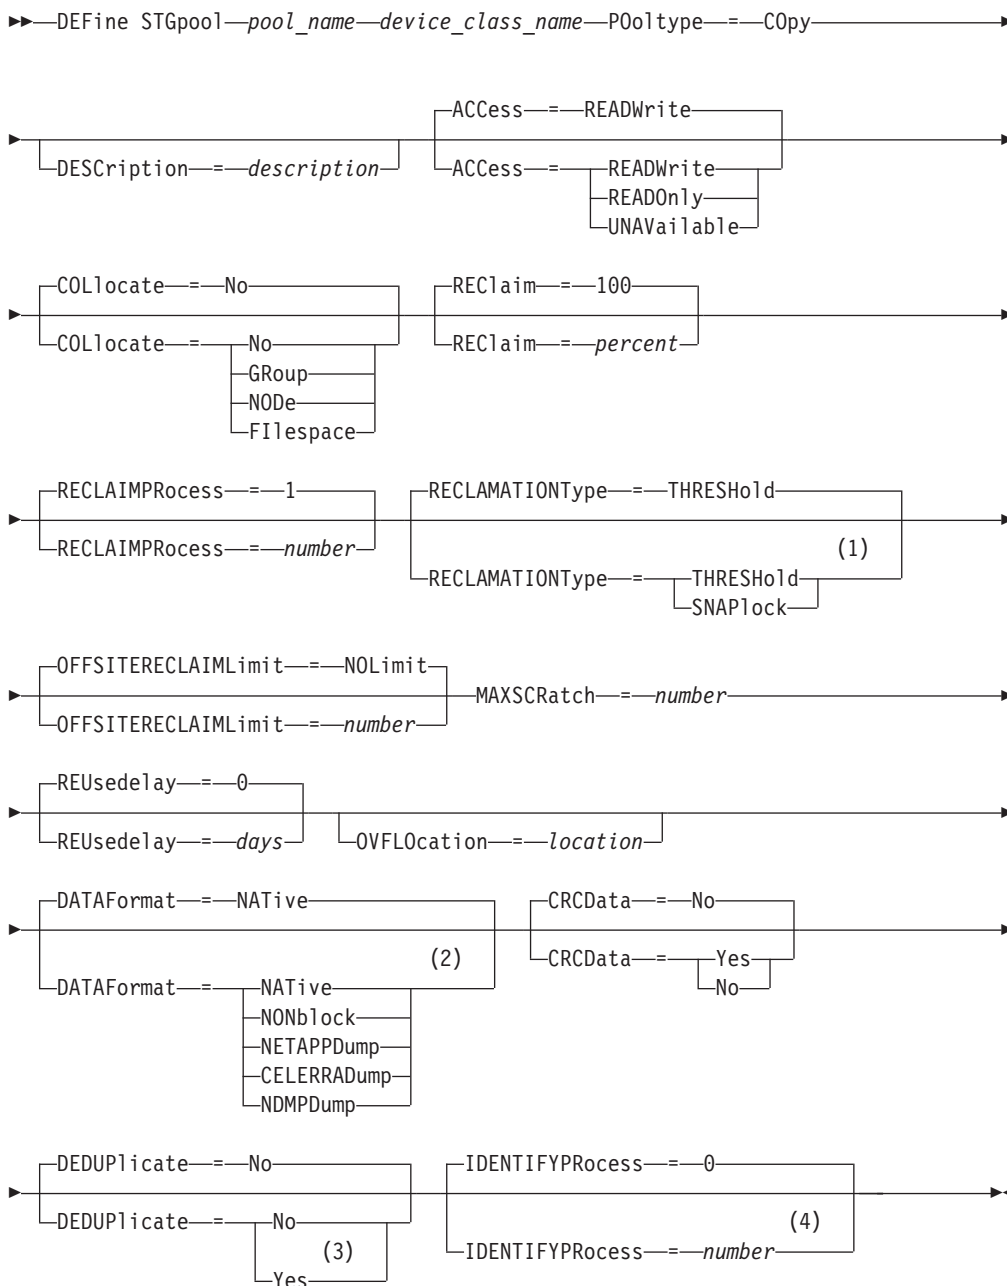 DEFine STGpool pool_name device_class_name POoltype = COpy
ACCess = READWrite
DESCription = description
ACCess = READWrite
READOnly
UNAVailable
COLlocate = No
REClaim = 100
COLlocate = No
REClaim = percent
GRoup
NODe
FIlespace
RECLAIMPRocess = 1
RECLAMATIONType = THRESHold
RECLAIMPRocess = number
(1)
RECLAMATIONType = THRESHold
SNAPlock
OFFSITERECLAIMLimit = NOLimit
MAXSCRatch = number
OFFSITERECLAIMLimit = number
REUsedelay = 0
REUsedelay = days
OVFLOcation = location
DATAFormat = NATive
CRCData = No
(2)
CRCData = Yes
DATAFormat = NATive
No
NONblock
NETAPPDump
CELERRADump
NDMPDump
DEDUPlicate = No
IDENTIFYPRocess = 0
DEDUPlicate = No
(4)
(3)
IDENTIFYPRocess = number
Yes